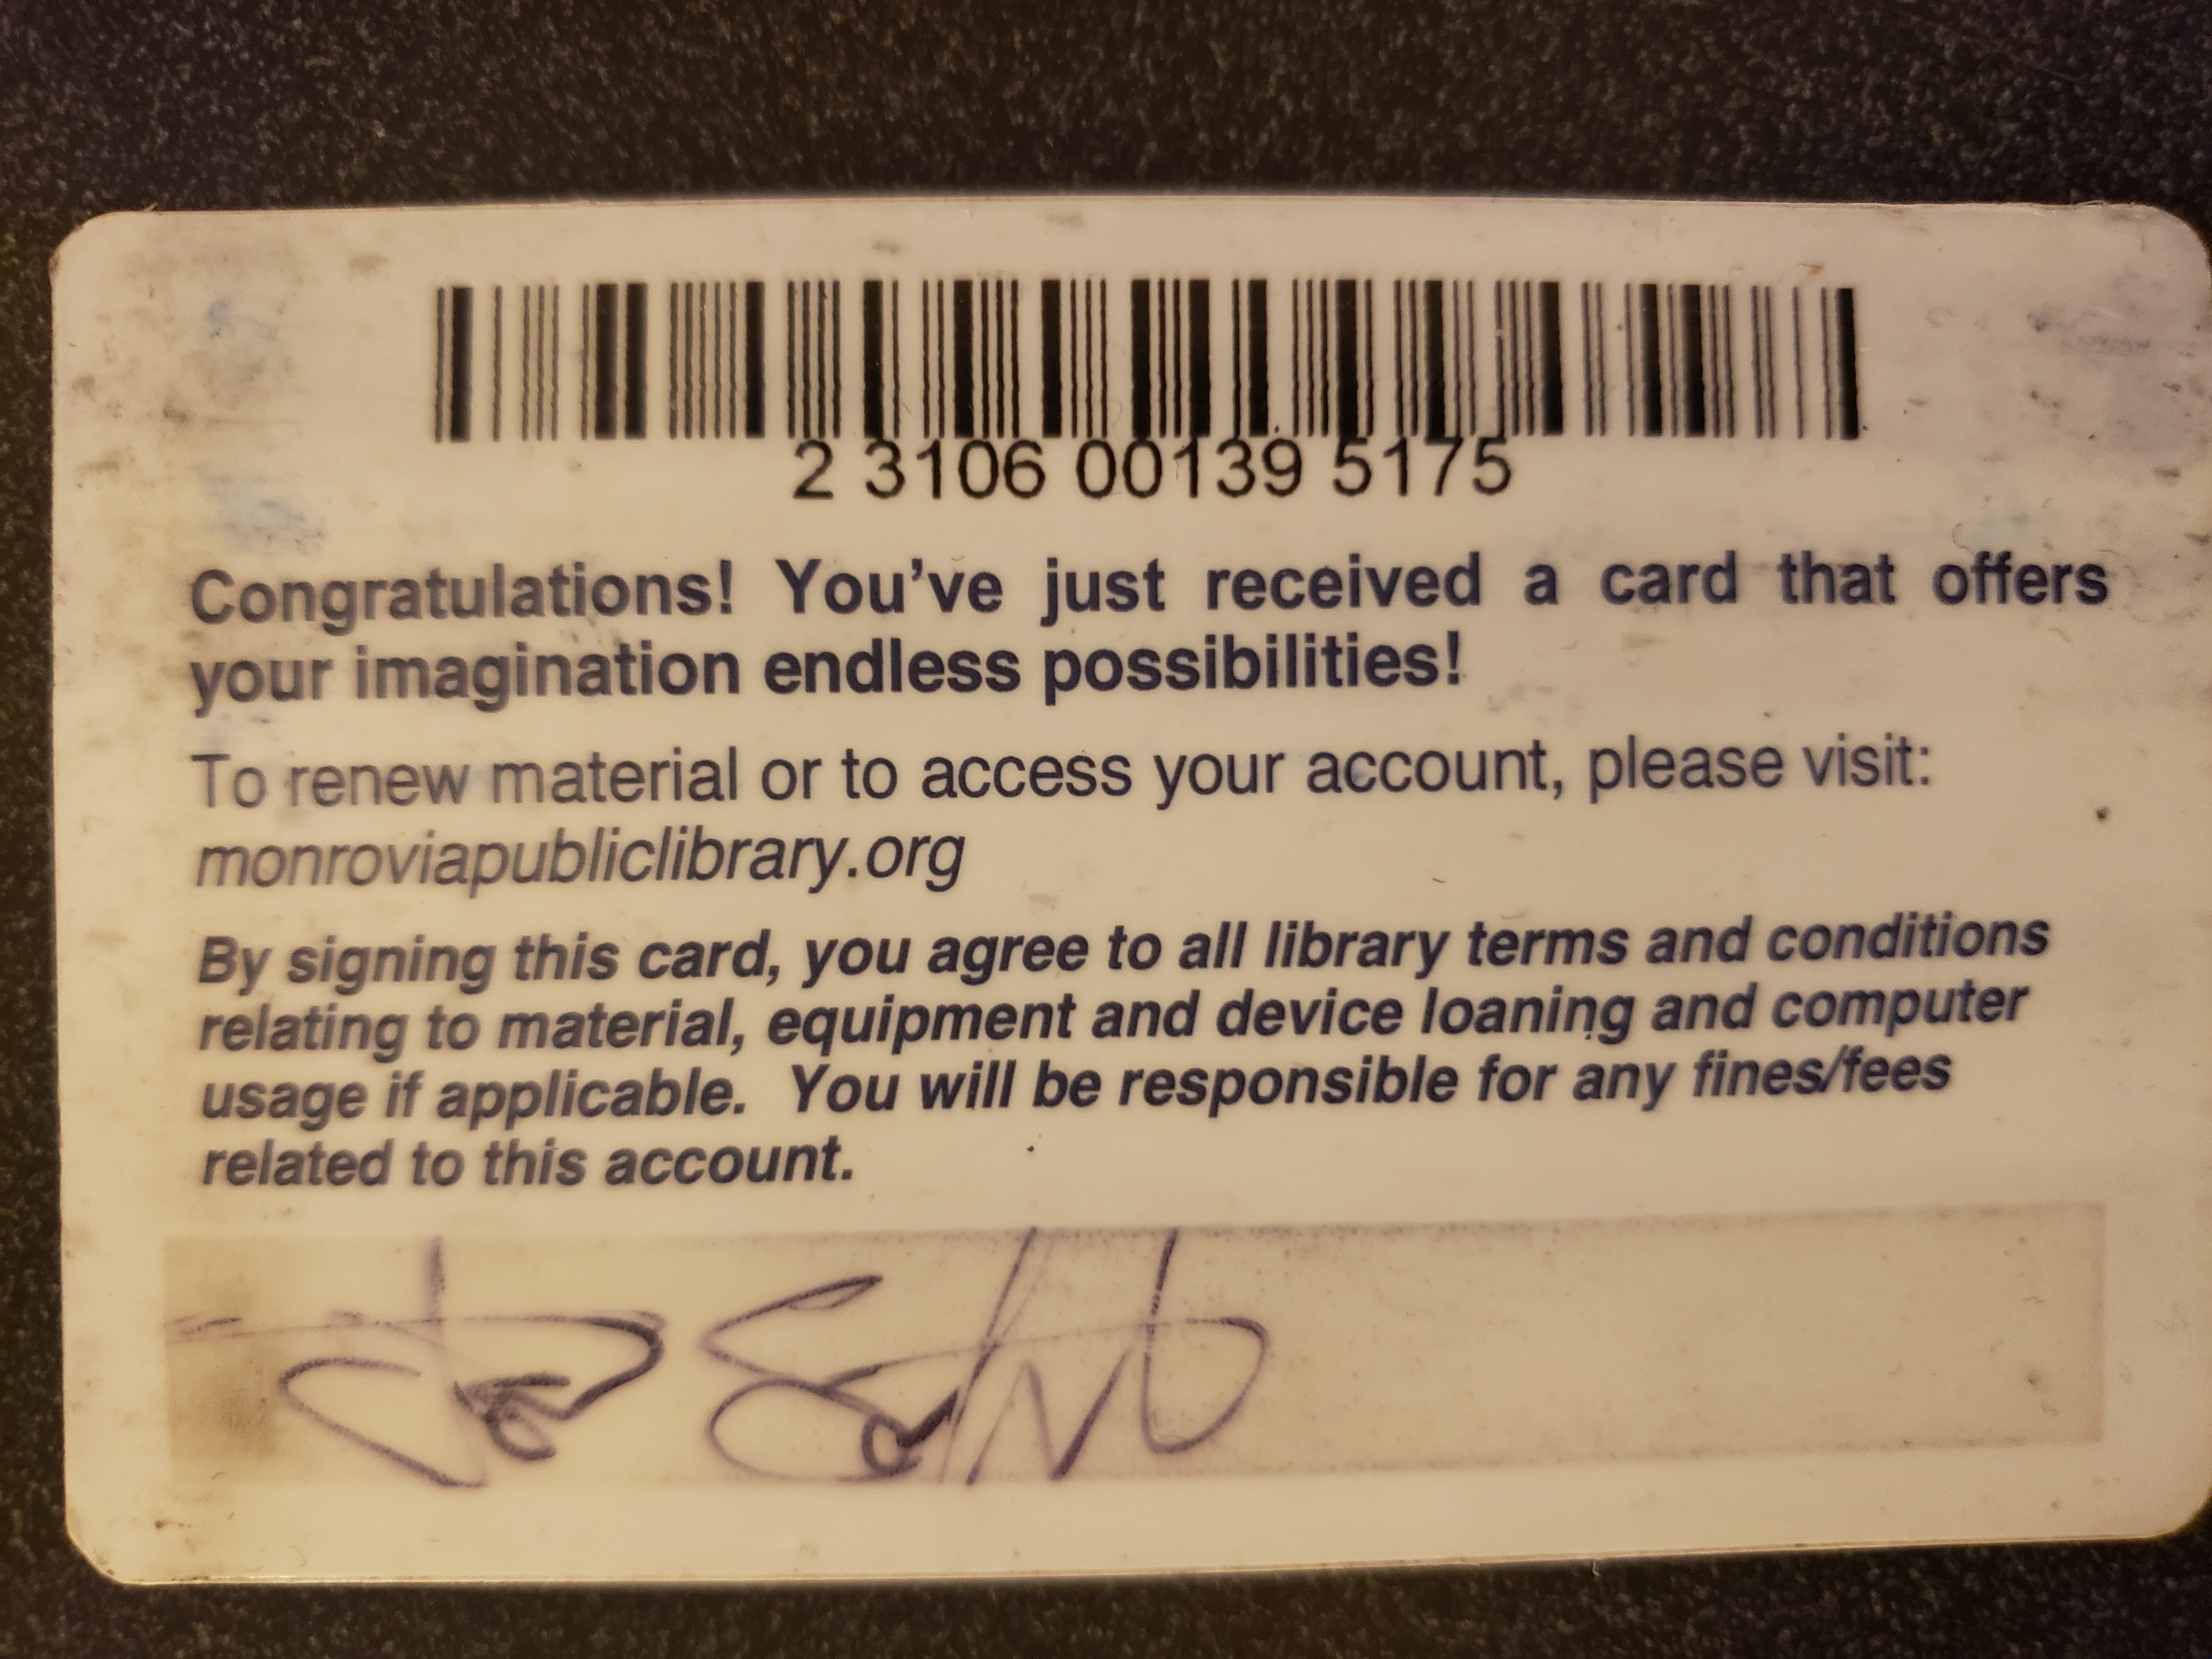 2 3106 00139 5175
Congratulations! You've just received a card that offers
your imagination endless possibilities!
To renew material or to access your account, please visit:
monroviapubliclibrary.org
By signing this card, you agree to all library terms and conditions
relating to material, equipment and device loaning and computer
usage if applicable.  You will be responsible for any fines/fees
related to this account.